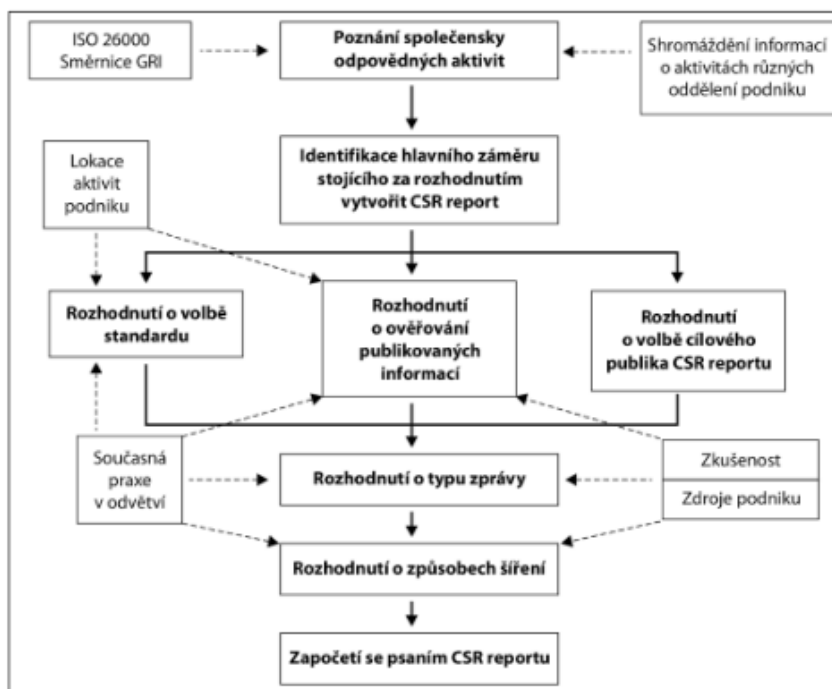 ISO 26000
Směrnice GRI
Poznání společensky
odpovědných aktivit
Shromáždění informací
o aktivitách různých
oddělení podniku
Lokace
aktivit
podniku
Identifikace hlavního záměru
stojícího za rozhodnutím
vytvořit CSR report
Rozhodnutí o volbě
standardu
Rozhodnutí
o ověřování
publikovaných
informací
Rozhodnutí
o volbě cílového
publika CSR reportu
Současná
praxe
v odvětví
Rozhodnutí o typu zprávy
Zkušenost
Zdroje podniku
Rozhodnutí o způsobech šíření
Započetí se psaním CSR reportu